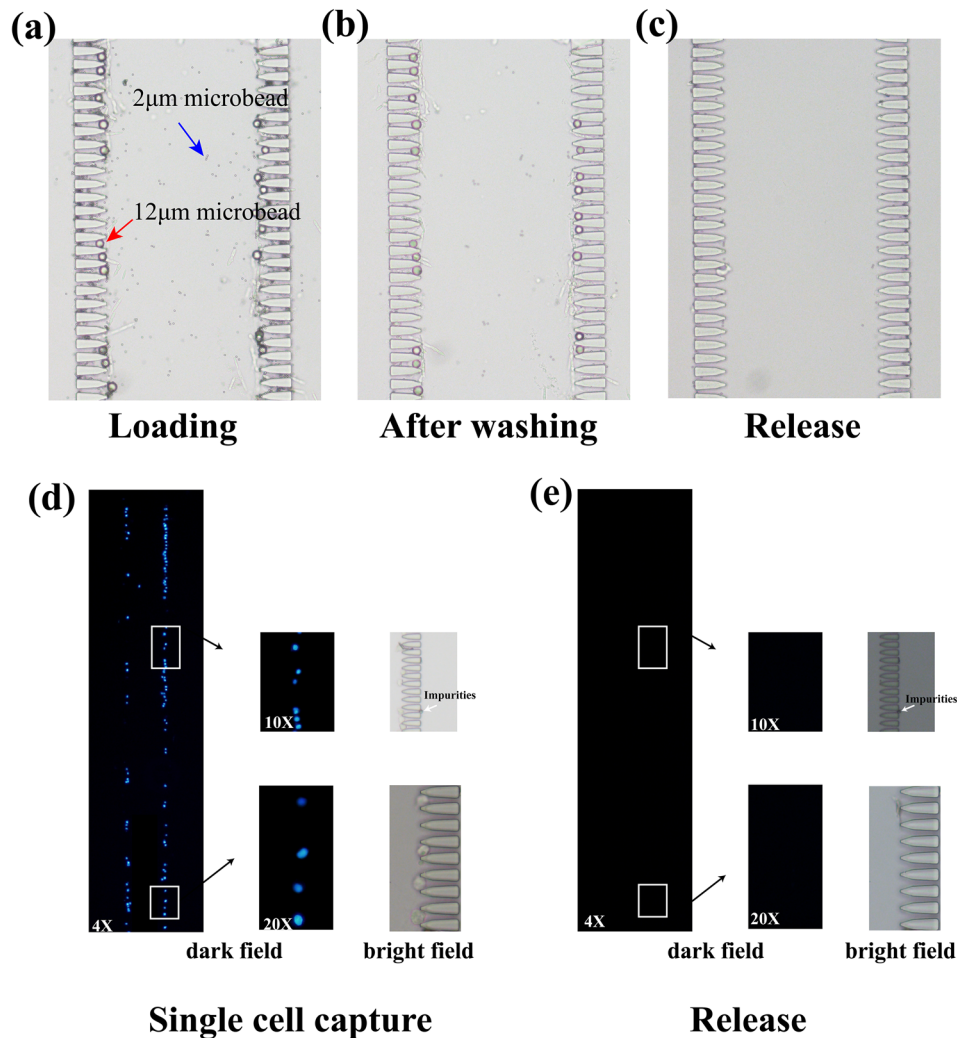 (a)
(b)
(c)
2μm microbead
12μm microbead
Loading
After washing
Release
(d)
(e)
Impurities
10X
Impurities
10X
4X
20X
4X
20X
dark field
bright field
dark field
bright field
Single cell capture
Release